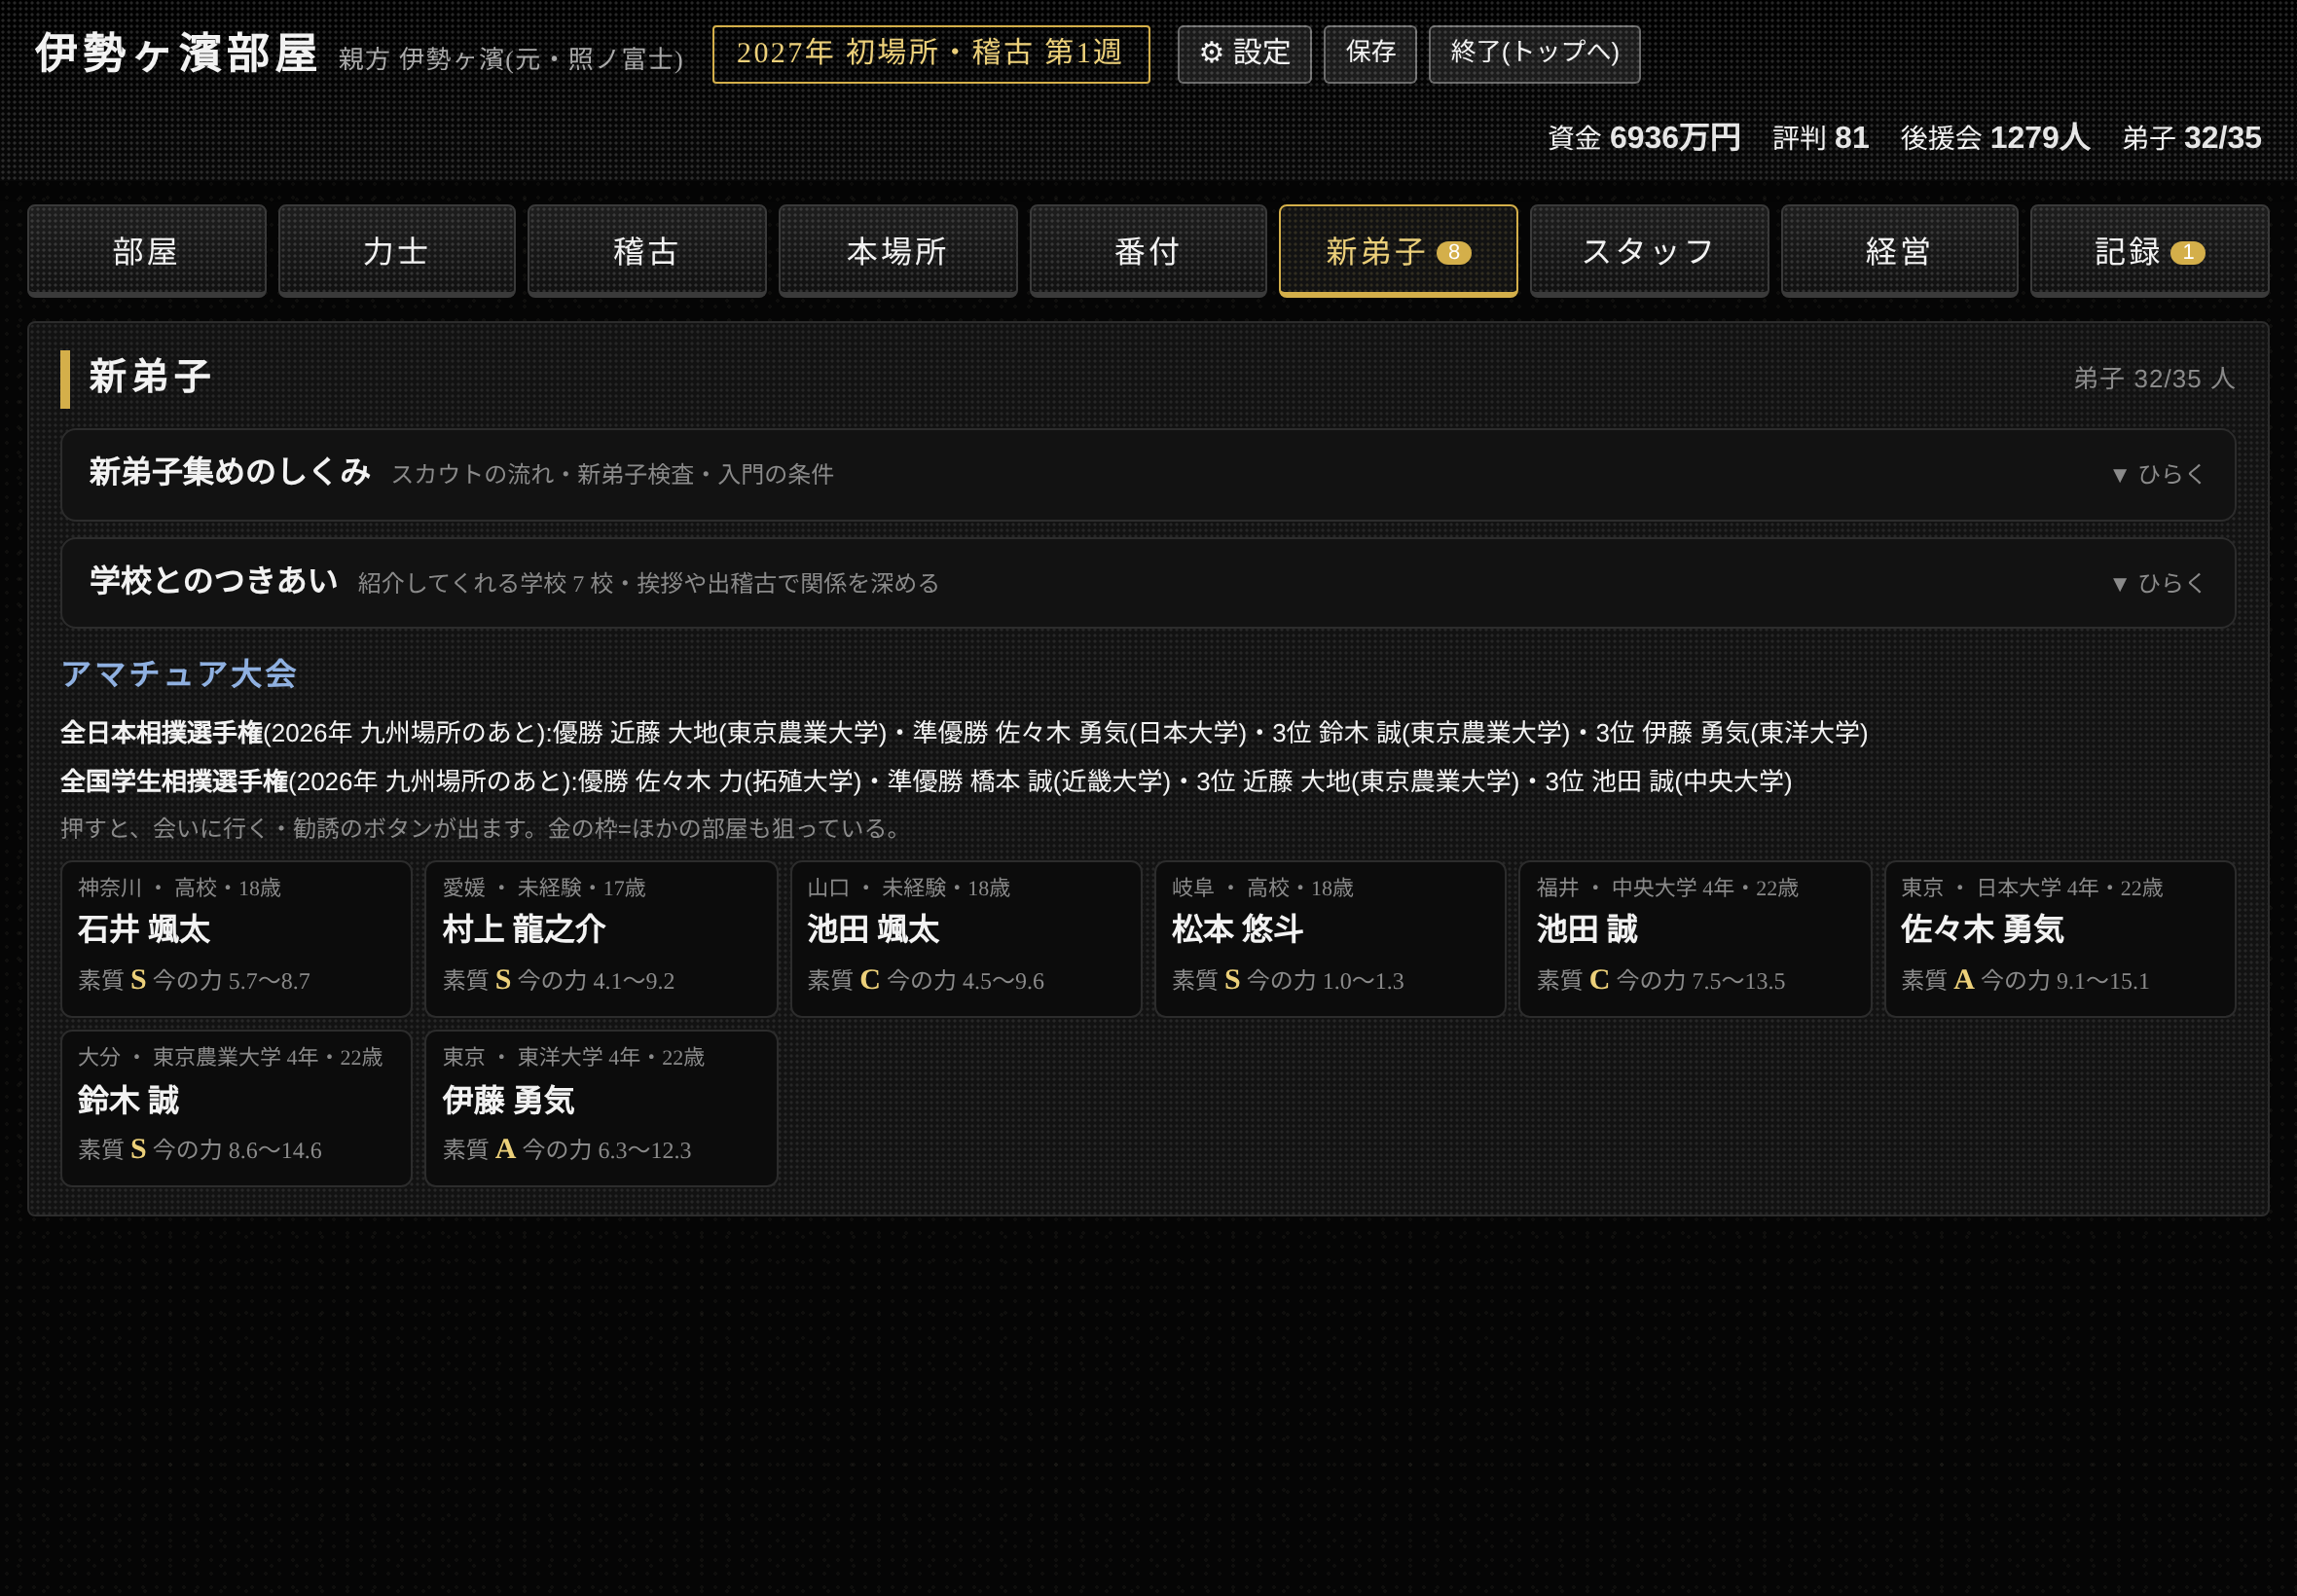 伊勢ヶ濱部屋 親方 伊勢ヶ濱(元・照ノ富士) 2027年 初場所・稽古 第1週 ⚙ 設定 保存 終了(トップへ)
資金 6936万円 評判 81 後援会 1279人 弟子 32/35
部屋 力士 稽古 本場所 番付 新弟子 8 スタッフ 経営 記録 1
新弟子 弟子 32/35 人
新弟子集めのしくみ スカウトの流れ・新弟子検査・入門の条件 ▼ ひらく
学校とのつきあい 紹介してくれる学校 7 校・挨拶や出稽古で関係を深める ▼ ひらく
アマチュア大会
全日本相撲選手権(2026年 九州場所のあと):優勝 近藤 大地(東京農業大学)・準優勝 佐々木 勇気(日本大学)・3位 鈴木 誠(東京農業大学)・3位 伊藤 勇気(東洋大学)
全国学生相撲選手権(2026年 九州場所のあと):優勝 佐々木 力(拓殖大学)・準優勝 橋本 誠(近畿大学)・3位 近藤 大地(東京農業大学)・3位 池田 誠(中央大学)
押すと、会いに行く・勧誘のボタンが出ます。金の枠=ほかの部屋も狙っている。
神奈川 ・ 高校・18歳
石井 颯太
素質 S 今の力 5.7〜8.7
愛媛 ・ 未経験・17歳
村上 龍之介
素質 S 今の力 4.1〜9.2
山口 ・ 未経験・18歳
池田 颯太
素質 C 今の力 4.5〜9.6
岐阜 ・ 高校・18歳
松本 悠斗
素質 S 今の力 1.0〜1.3
福井 ・ 中央大学 4年・22歳
池田 誠
素質 C 今の力 7.5〜13.5
東京 ・ 日本大学 4年・22歳
佐々木 勇気
素質 A 今の力 9.1〜15.1
大分 ・ 東京農業大学 4年・22歳
鈴木 誠
素質 S 今の力 8.6〜14.6
東京 ・ 東洋大学 4年・22歳
伊藤 勇気
素質 A 今の力 6.3〜12.3